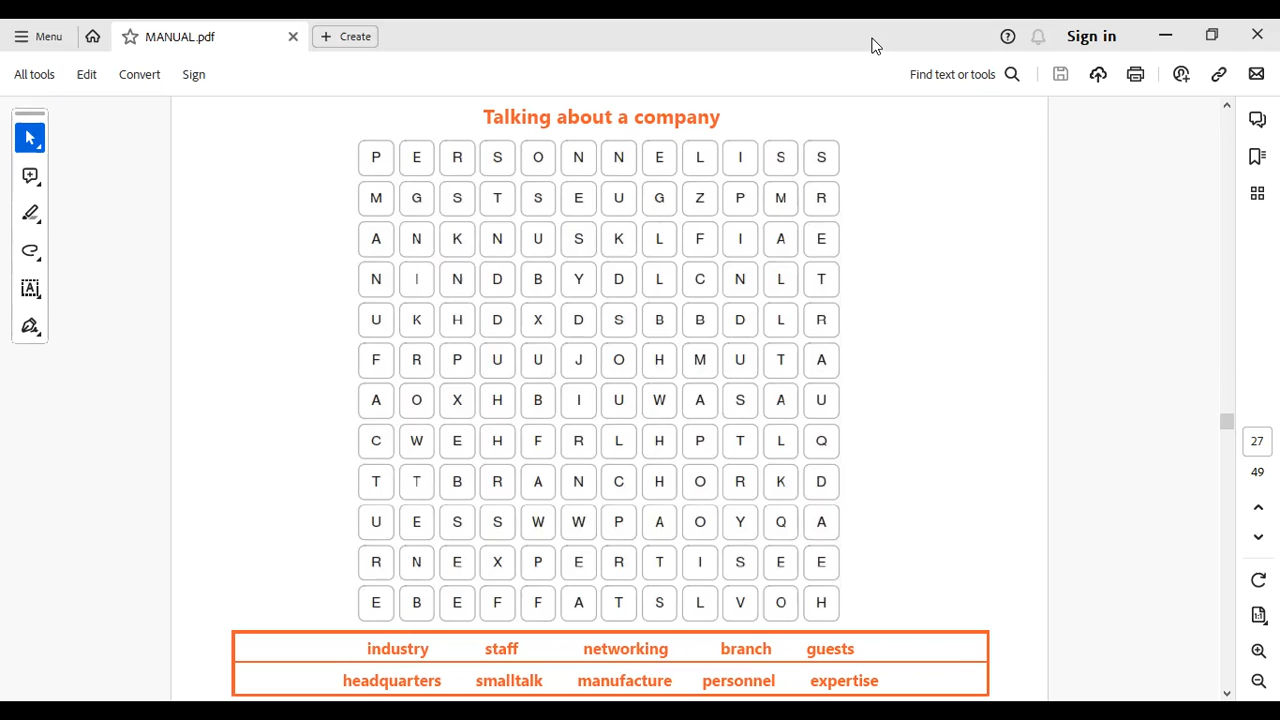 Menu MANUAL.pdf Create Sign in
All tools Edit Convert Sign Find text or tools
Talking about a company
P E R S O N N E L I S S
M G S T S E U G Z P M R
A N K N U S K L F I A E
N I N D B Y D L C N L T
U K H D X D S B B D L R
F R P U U J O H M U T A
A O X H B I U W A S A U
C W E H F R L H P T L Q
T T B R A N C H O R K D
U E S S W W P A O Y Q A
R N E X P E R T I S E E
E B E F F A T S L V O H
27
49
industry staff networking branch guests
headquarters smalltalk manufacture personnel expertise